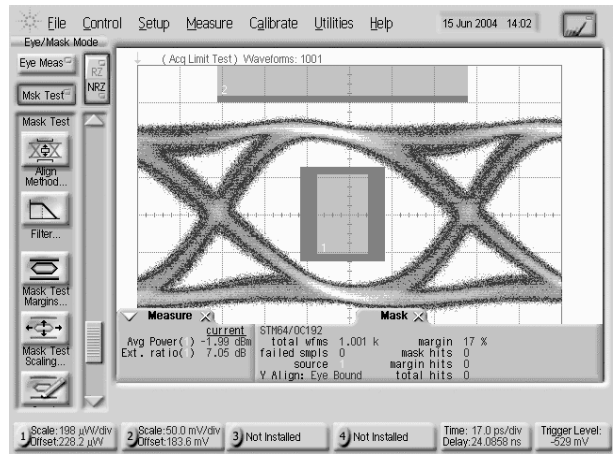 File Control Setup Measure Calibrate Utilities Help 15 Jun 2004 14:02
Eye/Mask Mode
Eye Meas
RZ
NRZ
Msk Test
( Acq Limit Test ) Waveforms: 1001
2
Mask Test
Align
Method...
Filter...
1
Mask Test
Margins...
Mask Test
Scaling...
Measure
current
Avg Power( ) -1.99 dBm
Ext. ratio( ) 7.05 dB
Mask
STM64/OC192
total wfms 1.001 k margin 17 %
failed smpls 0 mask hits 0
source 1 margin hits 0
Y Align: Eye Bound. total hits 0
1 Scale: 198 µW/div
Offset:228.2 µW
2 Scale:50.0 mV/div
Offset:183.6 mV
3 Not Installed
4 Not Installed
Time: 17.0 ps/div
Delay:24.0858 ns
Trigger Level:
-529 mV